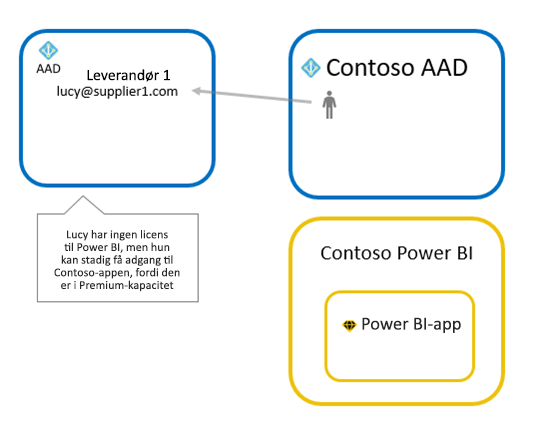 AAD
Leverandør 1
lucy@supplier1.com
Contoso AAD
Lucy har ingen licens
til Power BI, men hun
kan stadig få adgang til
Contoso-appen, fordi den
er i Premium-kapacitet
Contoso Power BI
Power BI-app